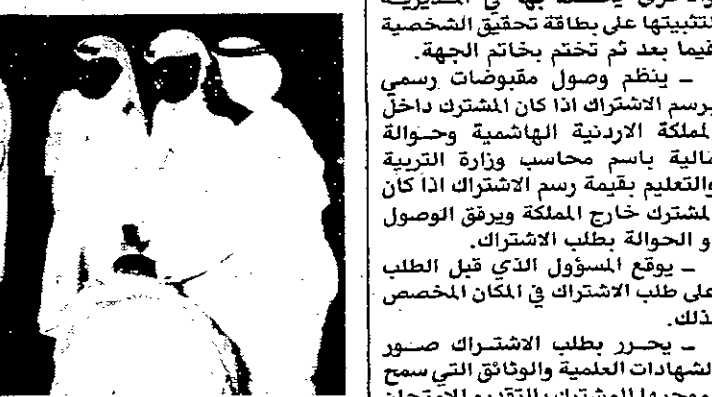 لتثبيتها على بطاقة تحقيق الشخصية
فيما بعد ثم تختم بخاتم الجهة.
– ينظم وصول مقبوضات رسمي
برسم الاشتراك اذا كان المشترك داخل
المملكة الاردنية الهاشمية وحوالة
مالية باسم محاسب وزارة التربية
والتعليم بقيمة رسم الاشتراك اذا كان
المشترك خارج المملكة ويرفق الوصول
او الحوالة بطلب الاشتراك.
– يوقع المسؤول الذي قبل الطلب
على طلب الاشتراك في المكان المخصص
لذلك.
– يحرر بطلب الاشتراك صور
الشهادات العلمية والوثائق التي سمح